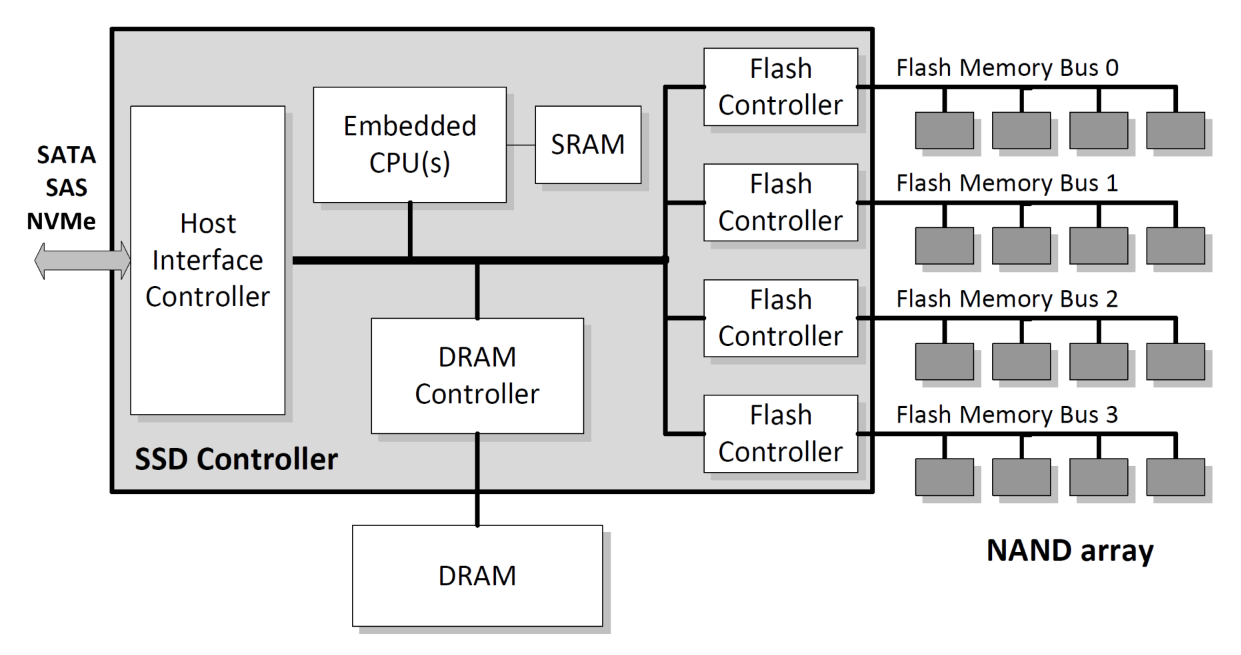 SATA
SAS
NVMe
Host
Interface
Controller
Embedded
CPU(s)
SRAM
DRAM
Controller
SSD Controller
DRAM
Flash
Controller
Flash Memory Bus 0
Flash
Controller
Flash Memory Bus 1
Flash
Controller
Flash Memory Bus 2
Flash
Controller
Flash Memory Bus 3
NAND array